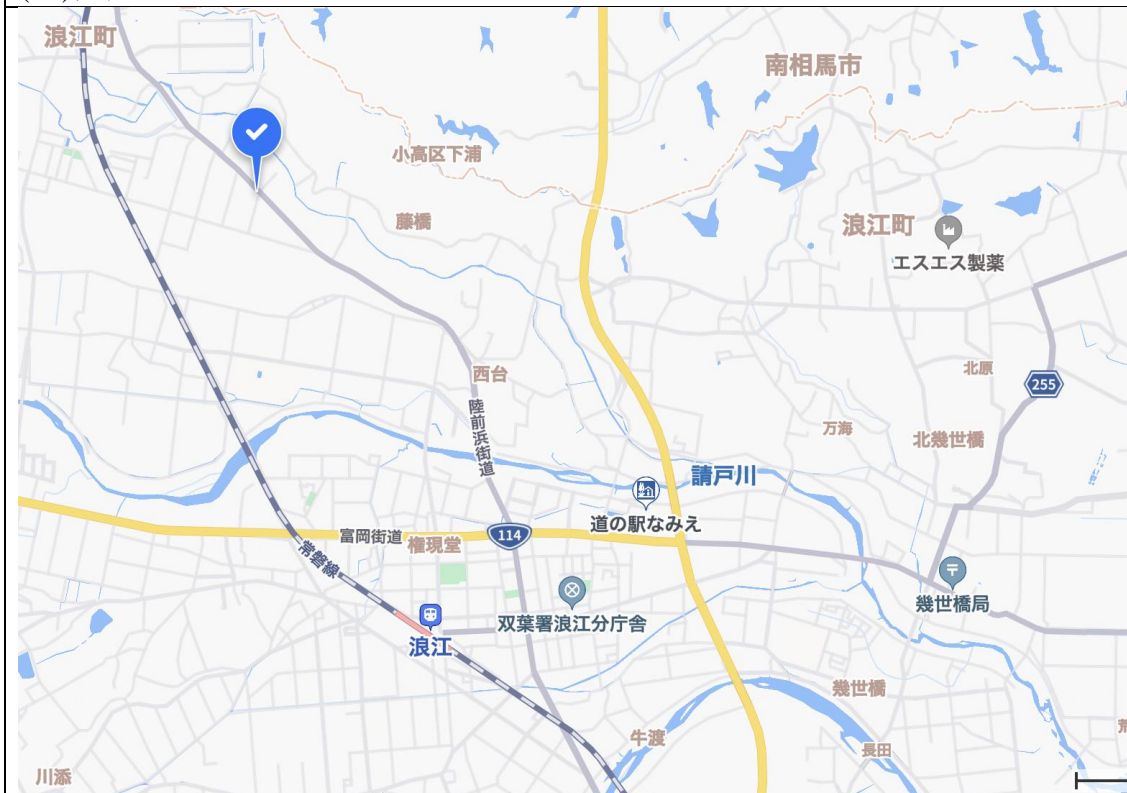 浪江町
南相馬市
小高区下浦
藤橋
浪江町
エスエス製薬
西台
北原
255
陸前浜街道
万海
北幾世橋
請戸川
道の駅なみえ
富岡街道
権現堂
114
常磐線
幾世橋局
双葉署浪江分庁舎
浪江
幾世橋
牛渡
長田
川添